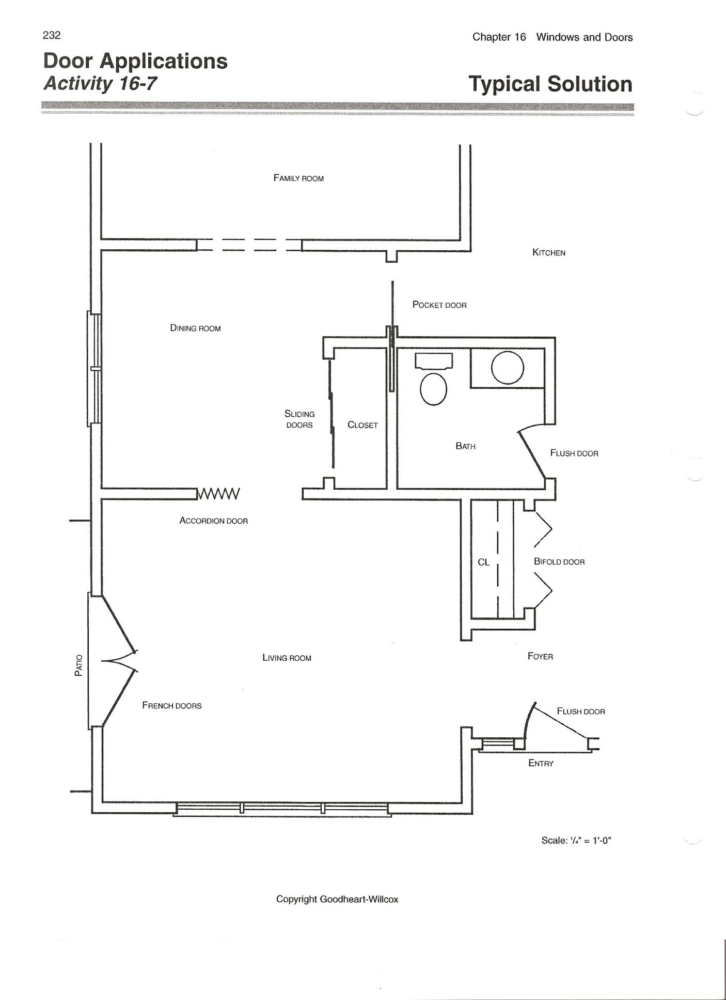 232
Chapter 16 Windows and Doors
Door Applications
Activity 16-7
Typical Solution
FAMILY ROOM
KITCHEN
POCKET DOOR
DINING ROOM
SLIDING
DOORS
CLOSET
BATH
FLUSH DOOR
ACCORDION DOOR
CL
BIFOLD DOOR
PATIO
LIVING ROOM
FOYER
FRENCH DOORS
FLUSH DOOR
ENTRY
Scale: 1/4" = 1'-0"
Copyright Goodheart-Willcox